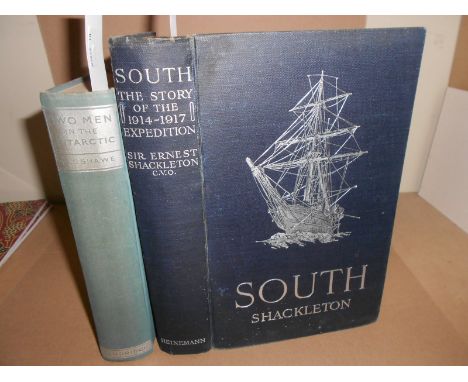 TWO MEN
IN THE
ANTARCTIC
SOUTH
THE STORY
OF THE
1914-1917
EXPEDITION
SIR ERNEST
SHACKLETON
C.V.O.
HEINEMANN
SOUTH
SHACKLETON